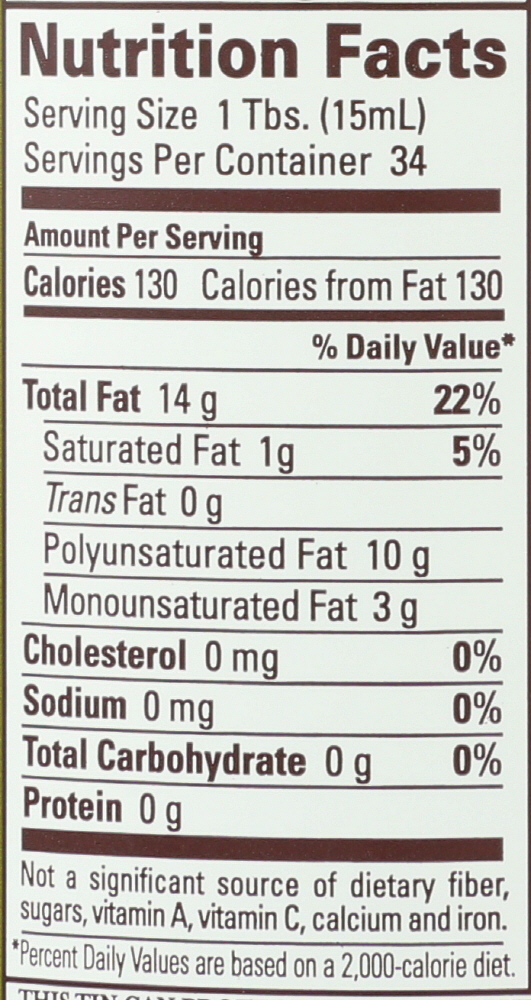 Nutrition Facts
Serving Size 1 Tbs. (15mL)
Servings Per Container 34
Amount Per Serving
Calories 130 Calories from Fat 130
% Daily Value*
Total Fat 14 g 22%
Saturated Fat 1g 5%
Trans Fat 0 g
Polyunsaturated Fat 10 g
Monounsaturated Fat 3 g
Cholesterol 0 mg 0%
Sodium 0 mg 0%
Total Carbohydrate 0 g 0%
Protein 0 g
Not a significant source of dietary fiber,
sugars, vitamin A, vitamin C, calcium and iron.
*Percent Daily Values are based on a 2,000-calorie diet.
THIS TIN CAN